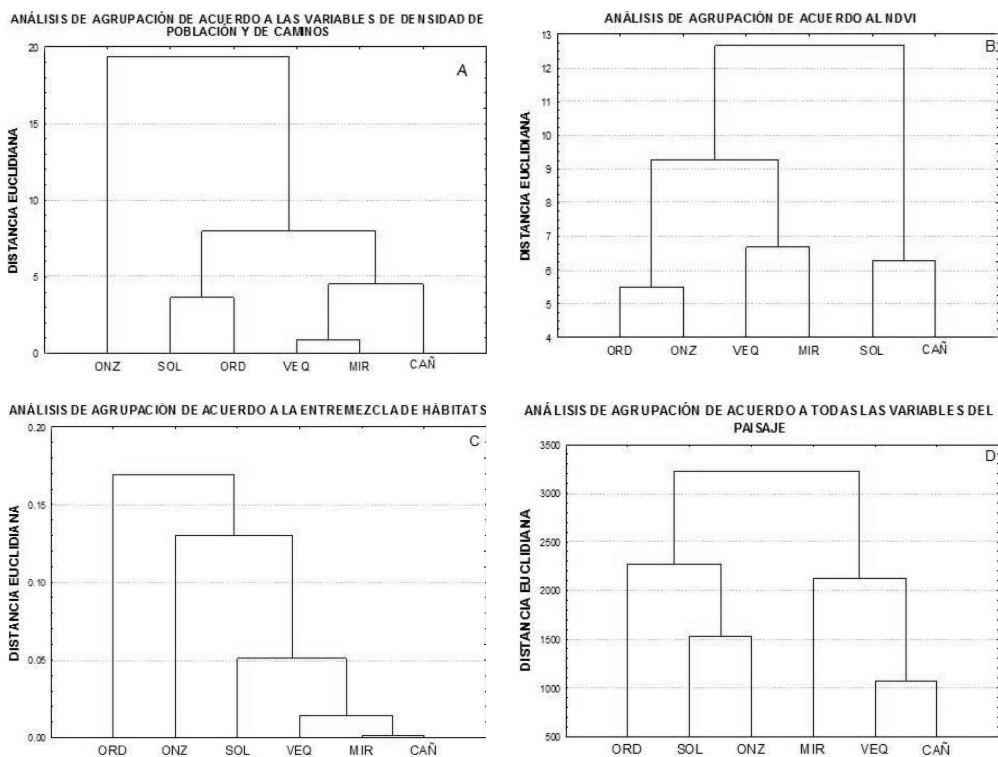 ANÁLISIS DE AGRUPACIÓN DE ACUERDO A LAS VARIABLES DE DENSIDAD DE
POBLACIÓN Y DE CAMINOS
A
DISTANCIA EUCLIDIANA
20
15
10
5
0
ONZ SOL ORD VEQ MIR CAÑ
ANÁLISIS DE AGRUPACIÓN DE ACUERDO AL NDVI
B
DISTANCIA EUCLIDIANA
13
12
11
10
9
8
7
6
5
4
ORD ONZ VEQ MIR SOL CAÑ
ANÁLISIS DE AGRUPACIÓN DE ACUERDO A LA ENTREMEZCLA DE HÀBITATS
C
DISTANCIA EUCLIDIANA
0.20
0.15
0.10
0.05
0.00
ORD ONZ SOL VEQ MIR CAÑ
ANÁLISIS DE AGRUPACIÓN DE ACUERDO A TODAS LAS VARIABLES DEL
PAISAJE
D
DISTANCIA EUCLIDIANA
3500
3000
2500
2000
1500
1000
500
ORD SOL ONZ MIR VEQ CAÑ